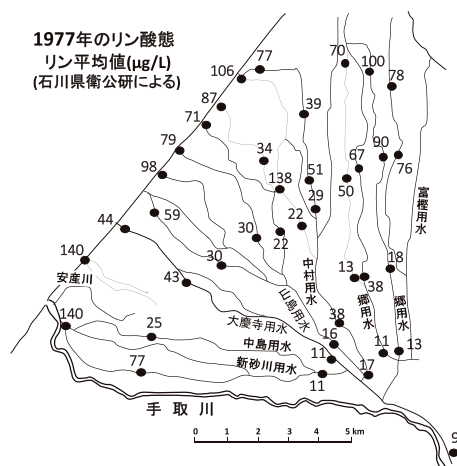 1977年のリン酸態
リン平均値(μg/L)
(石川県衛公研による)
77
70
100
106
78
87
39
71
79
34
67
90
76
98
138
51
50
富樫用水
59
29
44
22
30
22
中村用水
18
140
30
13
38
安産川
43
山島用水
郷用水
郷用水
140
大慶寺用水
38
25
中島用水
16
新砂川用水
11
11
13
77
11
17
手取川
0 1 2 3 4 5 km
9